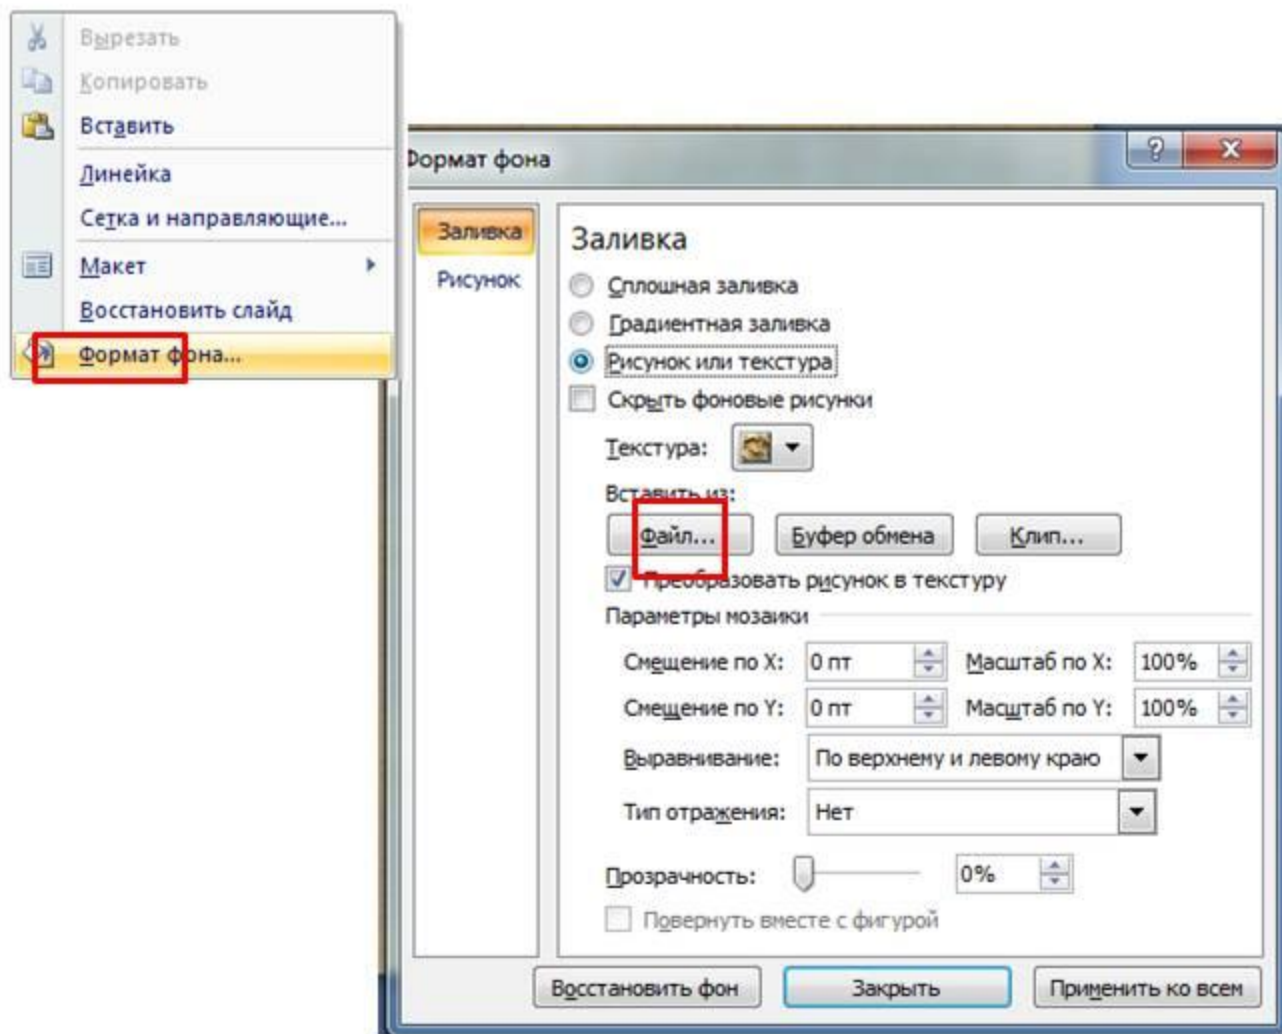 Вырезать
Копировать
Вставить
Линейка
Сетка и направляющие...
Макет
Восстановить слайд
Формат фона...
Формат фона
Заливка
Рисунок
Заливка
Сплошная заливка
Градиентная заливка
Рисунок или текстура
Скрыть фоновые рисунки
Текстура:
Вставить из:
Файл... Буфер обмена Клип...
Преобразовать рисунок в текстуру
Параметры мозаики
Смещение по X: 0 пт Масштаб по X: 100%
Смещение по Y: 0 пт Масштаб по Y: 100%
Выравнивание: По верхнему и левому краю
Тип отражения: Нет
Прозрачность: 0%
Повернуть вместе с фигурой
Восстановить фон Закрыть Применить ко всем